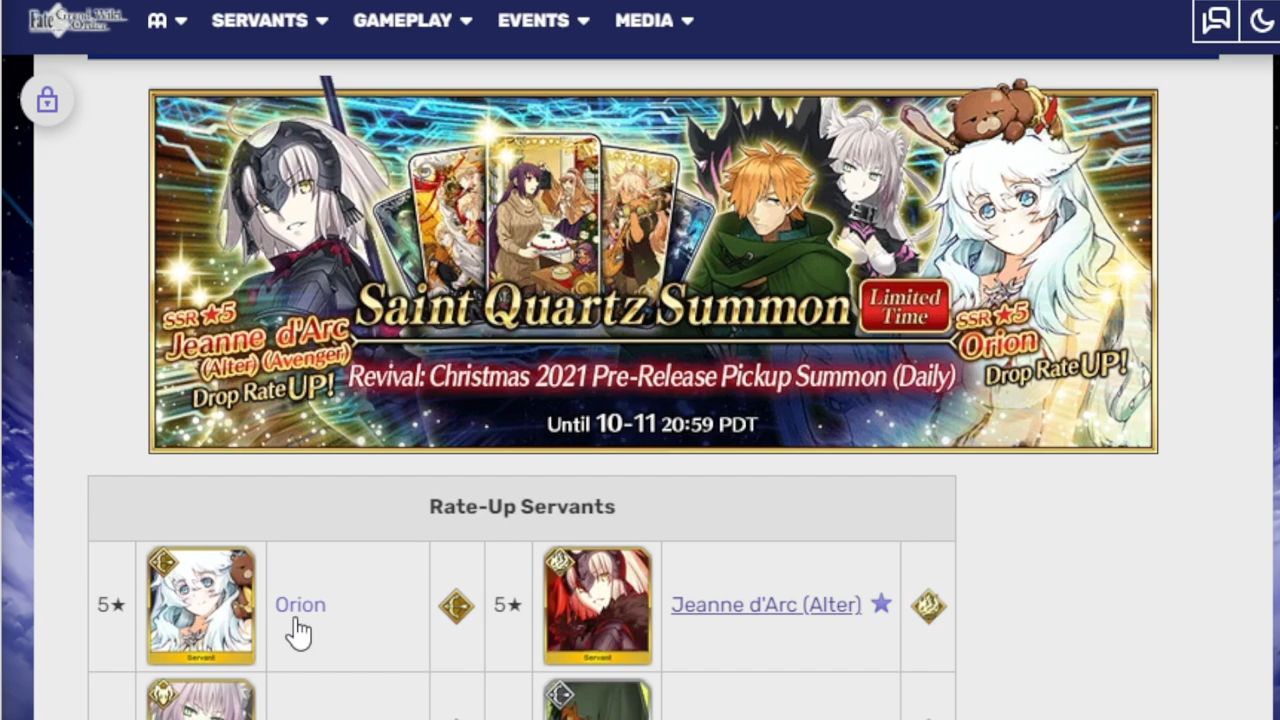 Fate Grand Wiki
Order
SERVANTS GAMEPLAY EVENTS MEDIA
SSR ★5
Jeanne d'Arc
(Alter) (Avenger)
Drop Rate UP!
Saint Quartz Summon
Limited
Time
SSR ★5
Orion
Drop Rate UP!
Revival: Christmas 2021 Pre-Release Pickup Summon (Daily)
Until 10-11 20:59 PDT
Rate-Up Servants
5★ Servant Orion 5★ Servant Jeanne d'Arc (Alter) ★